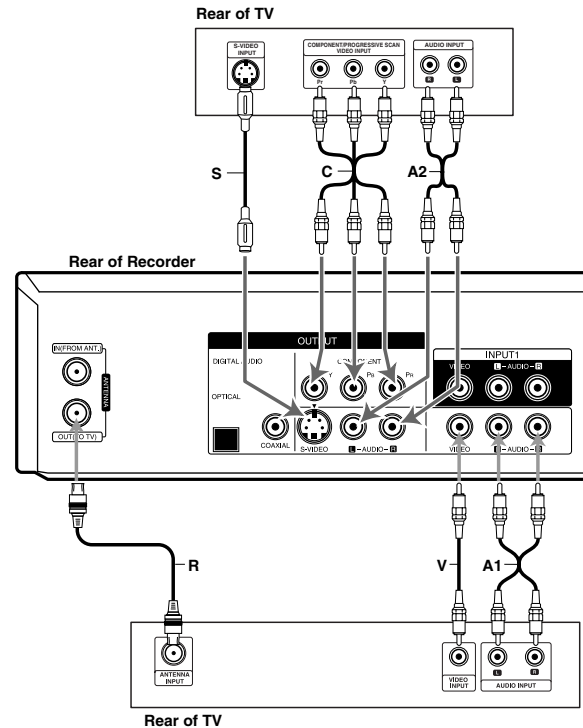 Rear of TV
S-VIDEO
INPUT
COMPONENT/PROGRESSIVE SCAN
VIDEO INPUT
Pr Pb Y
AUDIO INPUT
R L
S
C
A2
Rear of Recorder
IN(FROM ANT.)
ANTENNA
OUT(TO TV)
OUTPUT
DIGITAL AUDIO
COMPONENT
Y PB PR
OPTICAL
COAXIAL
S-VIDEO
L-AUDIO-R
INPUT1
VIDEO L-AUDIO-R
VIDEO L-AUDIO-R
R
V
A1
ANTENNA
INPUT
VIDEO
INPUT
L R
AUDIO INPUT
Rear of TV